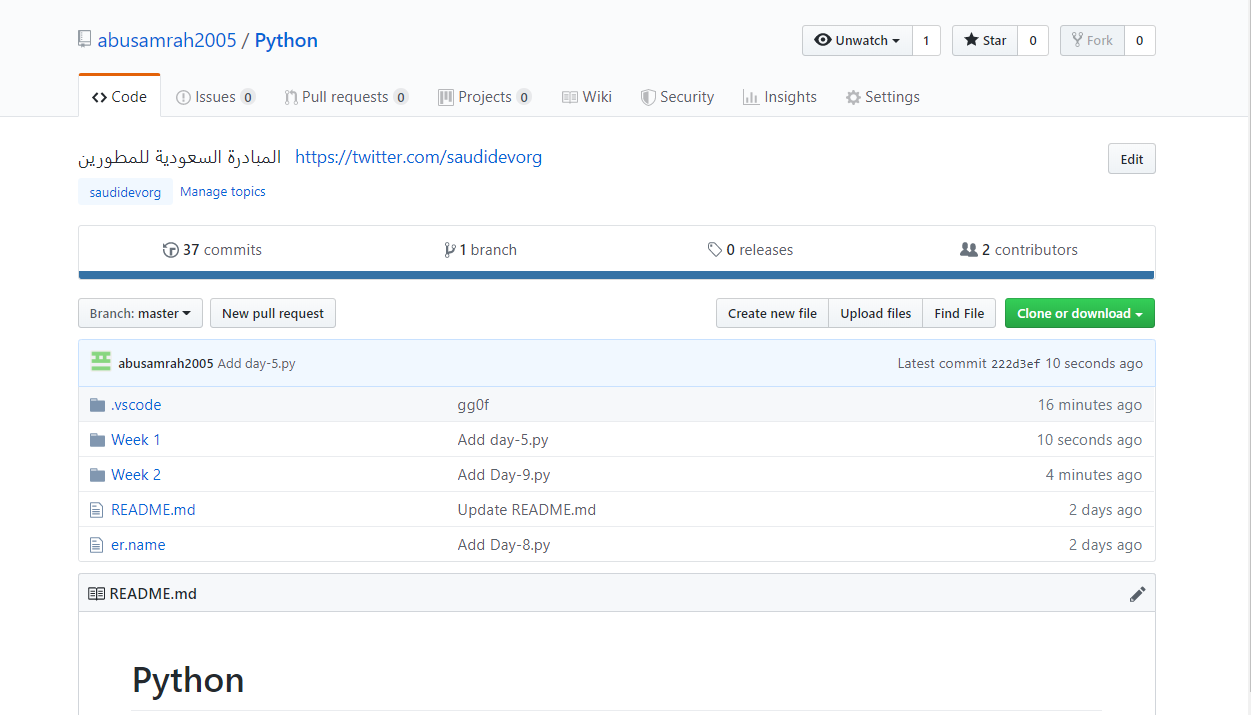 abusamrah2005 / Python Unwatch 1 Star 0 Fork 0
Code Issues 0 Pull requests 0 Projects 0 Wiki Security Insights Settings
المبادرة السعودية للمطورين https://twitter.com/saudidevorg Edit
saudidevorg Manage topics
37 commits 1 branch 0 releases 2 contributors
Branch: master New pull request Create new file Upload files Find File Clone or download
abusamrah2005 Add day-5.py Latest commit 222d3ef 10 seconds ago
.vscode gg0f 16 minutes ago
Week 1 Add day-5.py 10 seconds ago
Week 2 Add Day-9.py 4 minutes ago
README.md Update README.md 2 days ago
er.name Add Day-8.py 2 days ago
README.md
Python